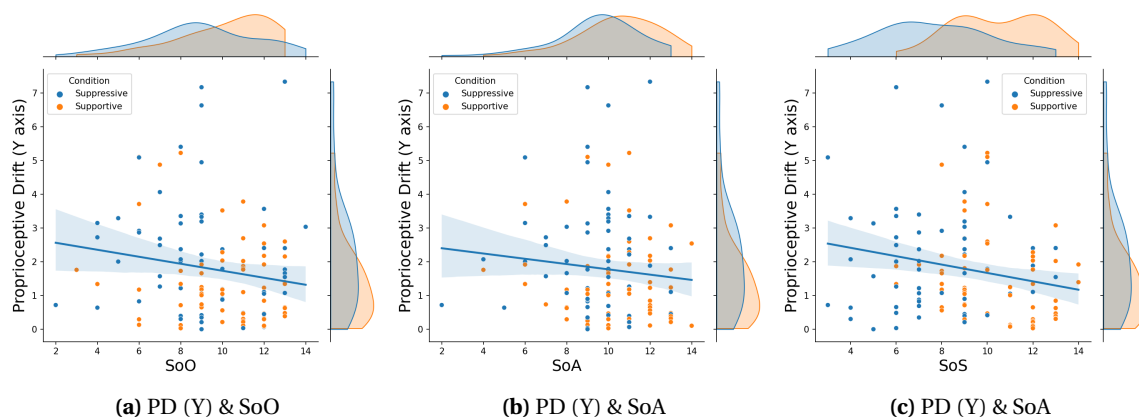 Condition
Suppressive
Supportive
Proprioceptive Drift (Y axis)
7
6
5
4
3
2
1
0
2 4 6 8 10 12 14
SoO
(a) PD (Y) & SoO
Condition
Suppressive
Supportive
Proprioceptive Drift (Y axis)
7
6
5
4
3
2
1
0
2 4 6 8 10 12 14
SoA
(b) PD (Y) & SoA
Condition
Suppressive
Supportive
Proprioceptive Drift (Y axis)
7
6
5
4
3
2
1
0
4 6 8 10 12 14
SoS
(c) PD (Y) & SoA